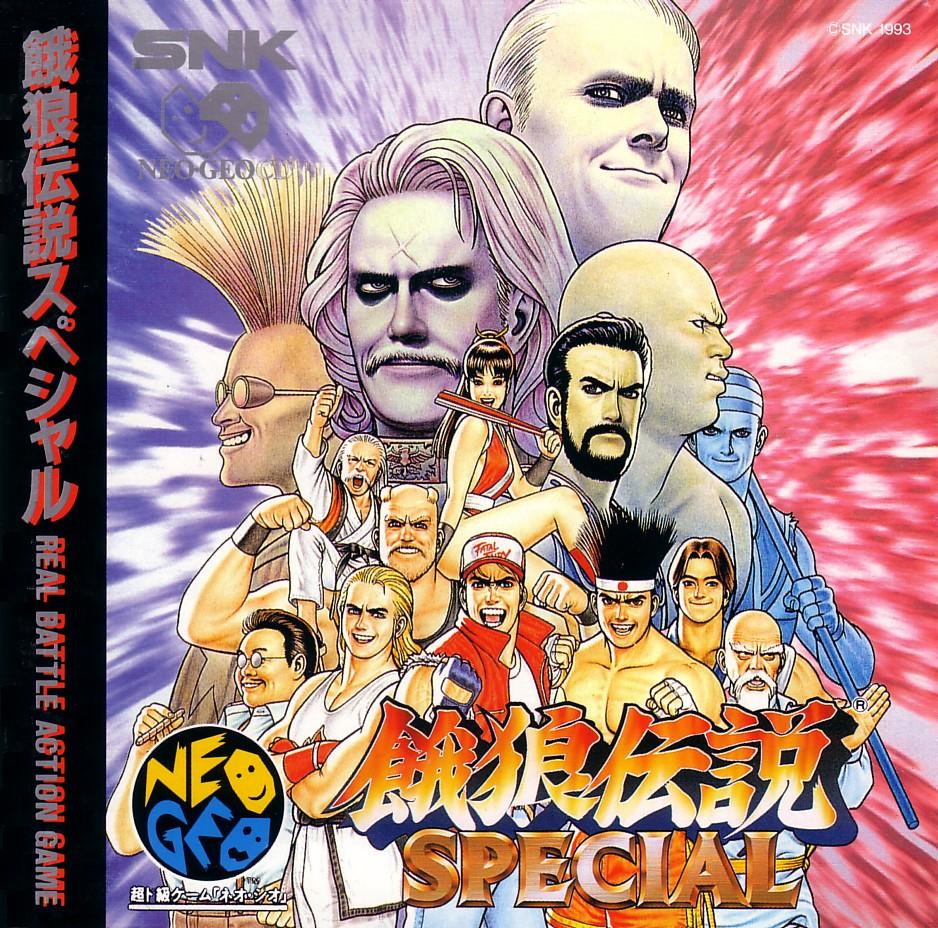 餓狼伝説スペシャル REAL BATTLE ACTION GAME
SNK
NEO·GEO CD
©SNK 1993
FATAL FURY
NEO
GEO
TM
超ド級ゲーム「ネオ・ジオ」
餓狼伝説®
SPECIAL